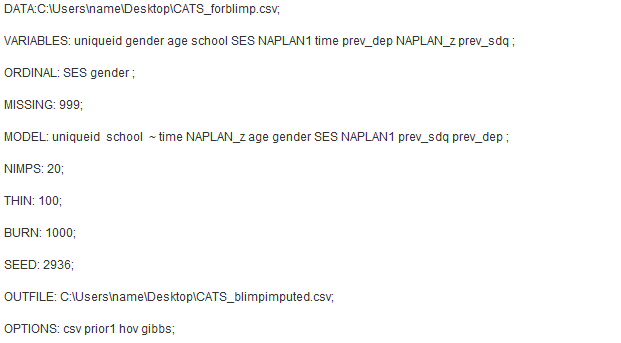 DATA:C:\Users\name\Desktop\CATS_forblimp.csv;
VARIABLES: uniqueid gender age school SES NAPLAN1 time prev_dep NAPLAN_z prev_sdq ;
ORDINAL: SES gender ;
MISSING: 999;
MODEL: uniqueid  school  ~ time NAPLAN_z age gender SES NAPLAN1 prev_sdq prev_dep ;
NIMPS: 20;
THIN: 100;
BURN: 1000;
SEED: 2936;
OUTFILE: C:\Users\name\Desktop\CATS_blimpimputed.csv;
OPTIONS: csv prior1 hov gibbs;